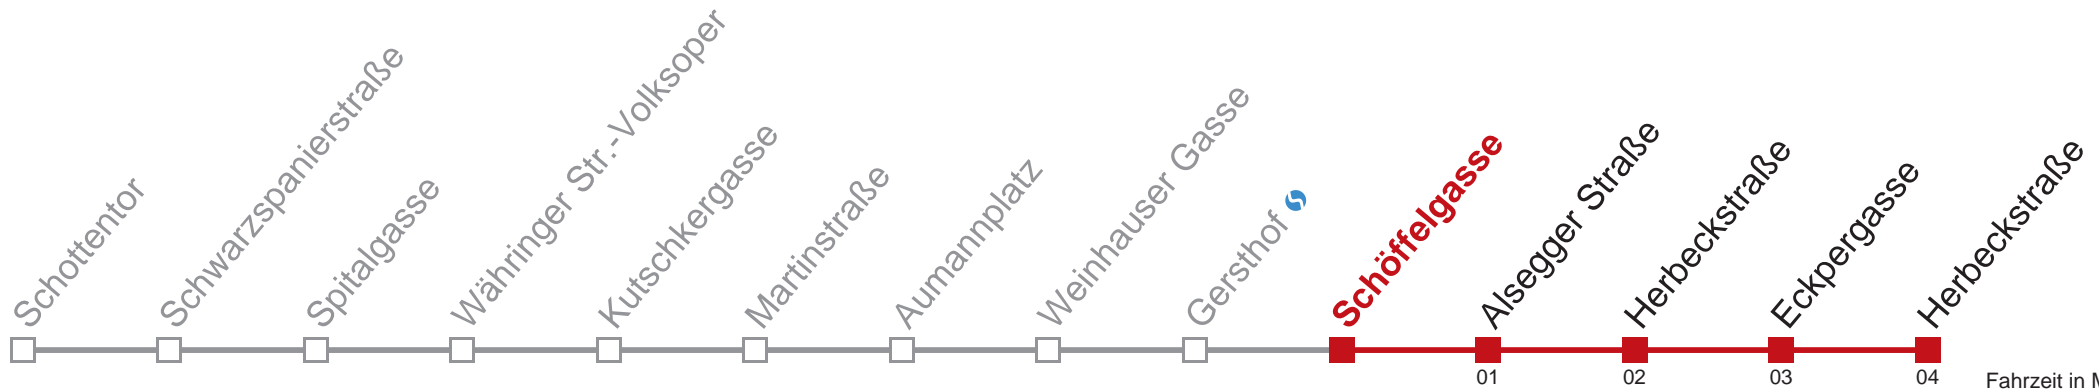 Schottentor
Schwarzspanierstraße
Spitalgasse
Währinger Str.-Volksoper
Kutschkergasse
Martinstraße
Aumannplatz
Weinhauser Gasse
Gersthof
Schöffelgasse
Alsegger Straße
Herbeckstraße
Eckpergasse
Herbeckstraße
01
02
03
04
Fahrzeit in M